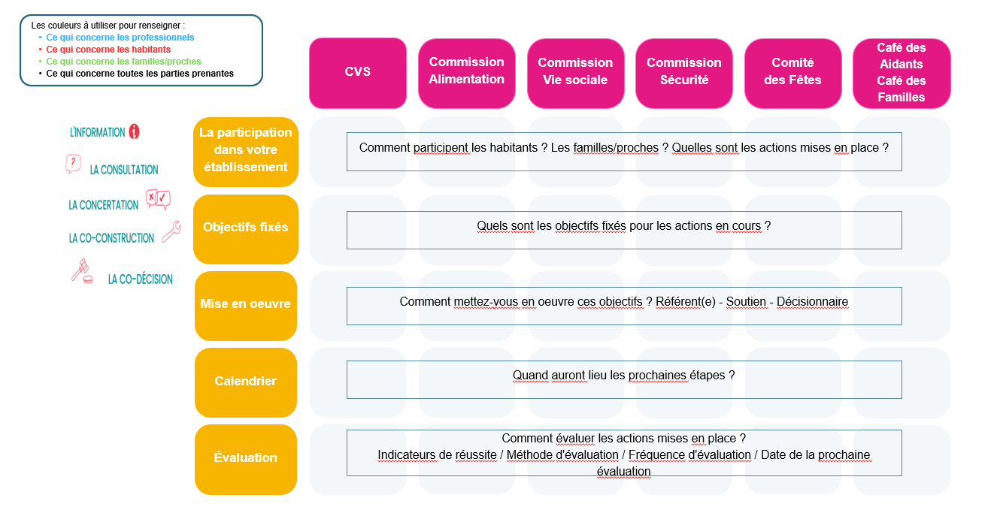 Les couleurs à utiliser pour renseigner :
• Ce qui concerne les professionnels
• Ce qui concerne les habitants
• Ce qui concerne les familles/proches
• Ce qui concerne toutes les parties prenantes
CVS
Commission
Alimentation
Commission
Vie sociale
Commission
Sécurité
Comité
des Fêtes
Café des
Aidants
Café des
Familles
L'INFORMATION
LA CONSULTATION
LA CONCERTATION
LA CO-CONSTRUCTION
LA CO-DÉCISION
La participation
dans votre
établissement
Comment participent les habitants ? Les familles/proches ? Quelles sont les actions mises en place ?
Objectifs fixés
Quels sont les objectifs fixés pour les actions en cours ?
Mise en oeuvre
Comment mettez-vous en oeuvre ces objectifs ? Référent(e) - Soutien - Décisionnaire
Calendrier
Quand auront lieu les prochaines étapes ?
Évaluation
Comment évaluer les actions mises en place ?
Indicateurs de réussite / Méthode d'évaluation / Fréquence d'évaluation / Date de la prochaine
évaluation